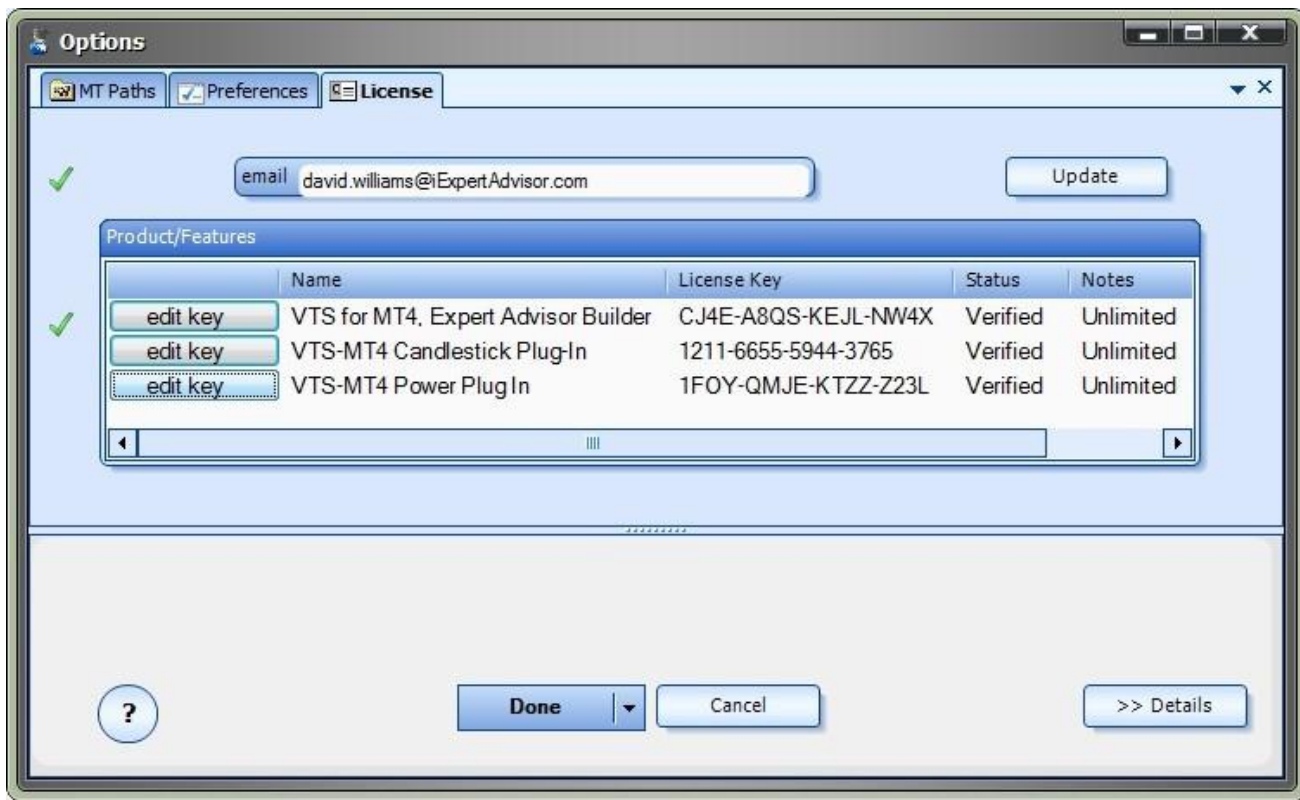 Options
MT Paths Preferences License
email david.williams@iExpertAdvisor.com Update
Product/Features
Name License Key Status Notes
edit key VTS for MT4, Expert Advisor Builder CJ4E-A8QS-KEJL-NW4X Verified Unlimited
edit key VTS-MT4 Candlestick Plug-In 1211-6655-5944-3765 Verified Unlimited
edit key VTS-MT4 Power Plug In 1FOY-QMJE-KTZZ-Z23L Verified Unlimited
? Done Cancel >> Details